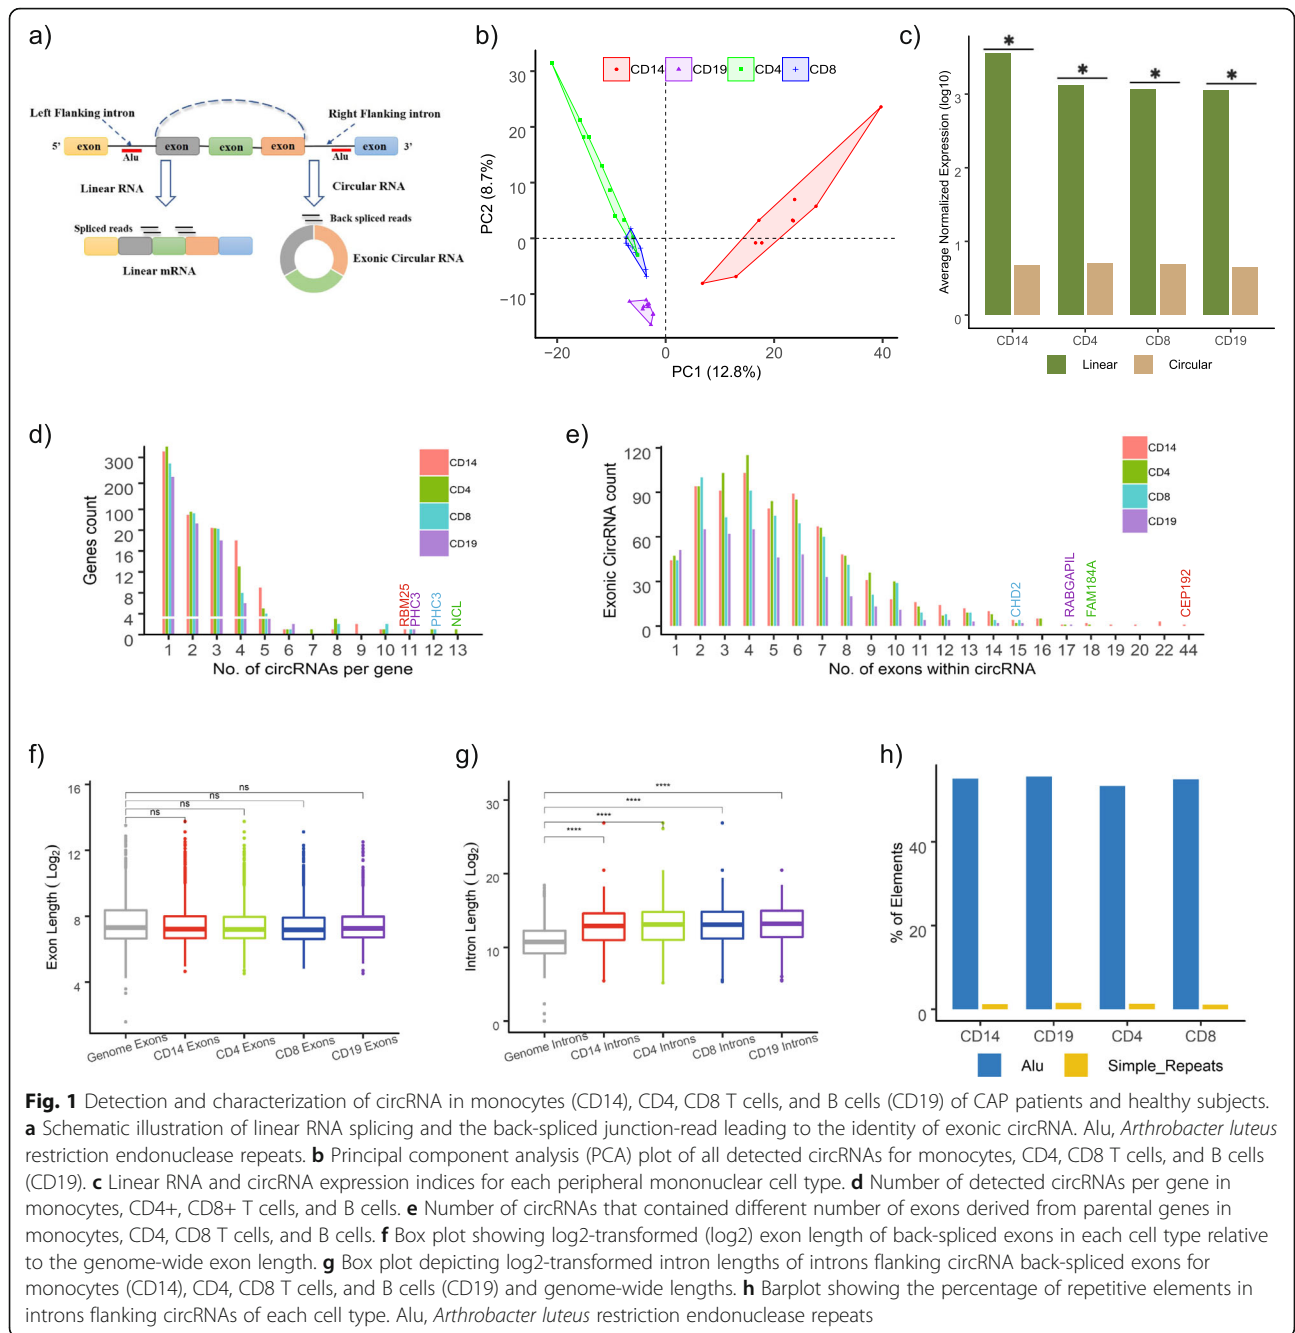 a)
Left Flanking intron
Right Flanking intron
5’ exon exon exon exon exon 3’
Alu Alu
Linear RNA
Circular RNA
Spliced reads
Back spliced reads
Linear mRNA
Exonic Circular RNA
b)
CD14 CD19 CD4 CD8
PC2 (8.7%)
30
20
10
0
−10
−20 0 20 40
PC1 (12.8%)
c)
Average Normalized Expression (log10)
* * * *
3
2
1
0
CD14 CD4 CD8 CD19
Linear Circular
d)
Genes count
300
200
100
20
16
12
8
4
0
CD14
CD4
CD8
CD19
RBM25 PHC3 PHC3 NCL
1 2 3 4 5 6 7 8 9 10 11 12 13
No. of circRNAs per gene
e)
Exonic CircRNA count
120
90
60
30
0
CD14
CD4
CD8
CD19
CHD2 RABGAPIL FAM184A CEP192
1 2 3 4 5 6 7 8 9 10 11 12 13 14 15 16 17 18 19 20 22 44
No. of exons within circRNA
f)
Exon Length ( Log2)
16
12
8
4
ns
ns
ns
ns
Genome Exons CD14 Exons CD4 Exons CD8 Exons CD19 Exons
g)
Intron Length ( Log2)
30
20
10
0
****
****
****
****
Genome Introns CD14 Introns CD4 Introns CD8 Introns CD19 Introns
h)
% of Elements
40
20
0
CD14 CD19 CD4 CD8
Alu Simple_Repeats
Fig. 1 Detection and characterization of circRNA in monocytes (CD14), CD4, CD8 T cells, and B cells (CD19) of CAP patients and healthy subjects.
a Schematic illustration of linear RNA splicing and the back-spliced junction-read leading to the identity of exonic circRNA. Alu, Arthrobacter luteus
restriction endonuclease repeats. b Principal component analysis (PCA) plot of all detected circRNAs for monocytes, CD4, CD8 T cells, and B cells
(CD19). c Linear RNA and circRNA expression indices for each peripheral mononuclear cell type. d Number of detected circRNAs per gene in
monocytes, CD4+, CD8+ T cells, and B cells. e Number of circRNAs that contained different number of exons derived from parental genes in
monocytes, CD4, CD8 T cells, and B cells. f Box plot showing log2-transformed (log2) exon length of back-spliced exons in each cell type relative
to the genome-wide exon length. g Box plot depicting log2-transformed intron lengths of introns flanking circRNA back-spliced exons for
monocytes (CD14), CD4, CD8 T cells, and B cells (CD19) and genome-wide lengths. h Barplot showing the percentage of repetitive elements in
introns flanking circRNAs of each cell type. Alu, Arthrobacter luteus restriction endonuclease repeats